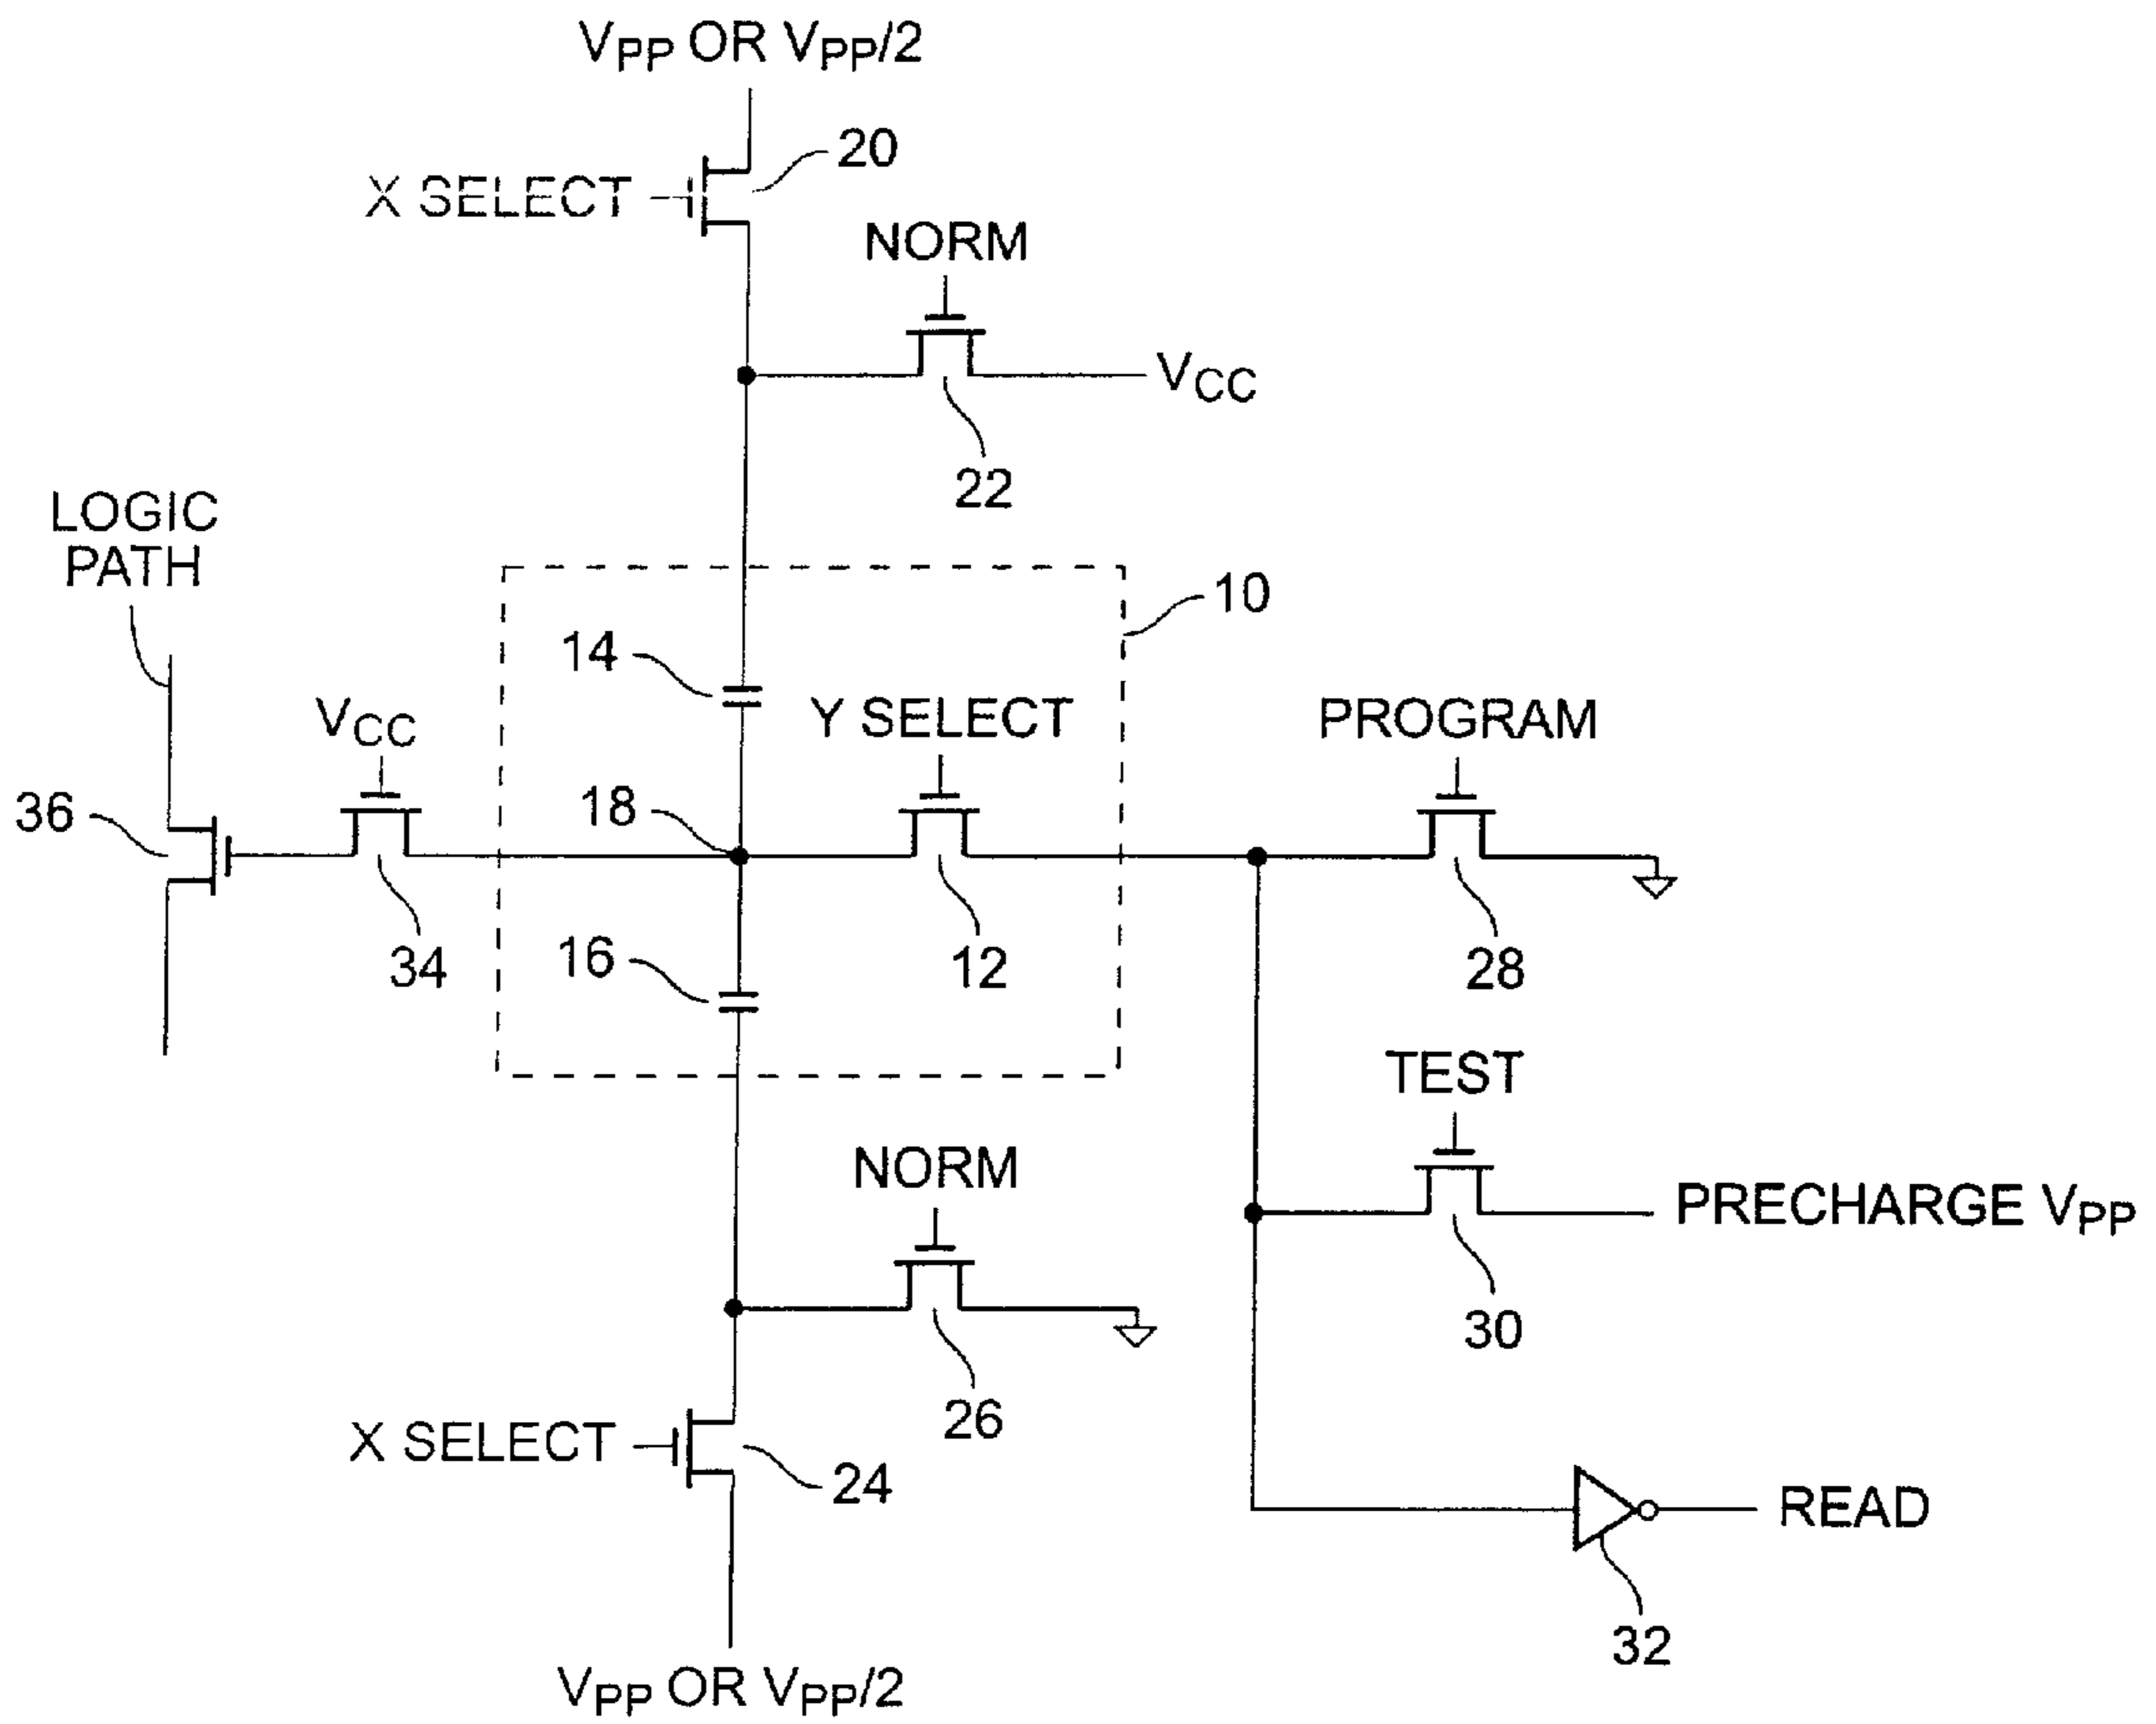 VPP OR VPP/2
20
X SELECT
NORM
VCC
22
LOGIC
PATH
10
14
VCC
Y SELECT
PROGRAM
36
18
34
16
12
28
TEST
NORM
PRECHARGE VPP
30
26
X SELECT
24
READ
32
VPP OR VPP/2